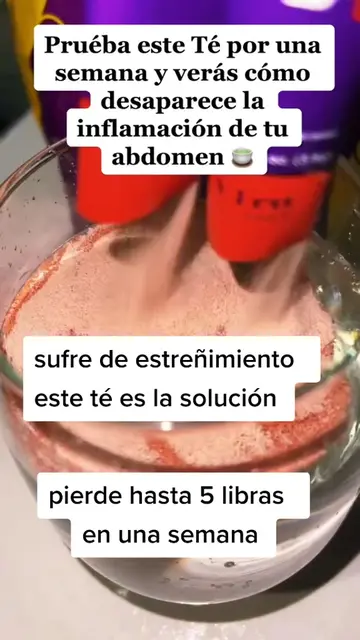 Pruéba este Té por una
semana y verás cómo
desaparece la
inflamación de tu
abdomen 🍵
sufre de estreñimiento
este té es la solución
pierde hasta 5 libras
en una semana